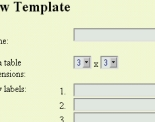 w Template
ne:
a table
ensions: 3 x 3
v labels: 1.
2.
3.